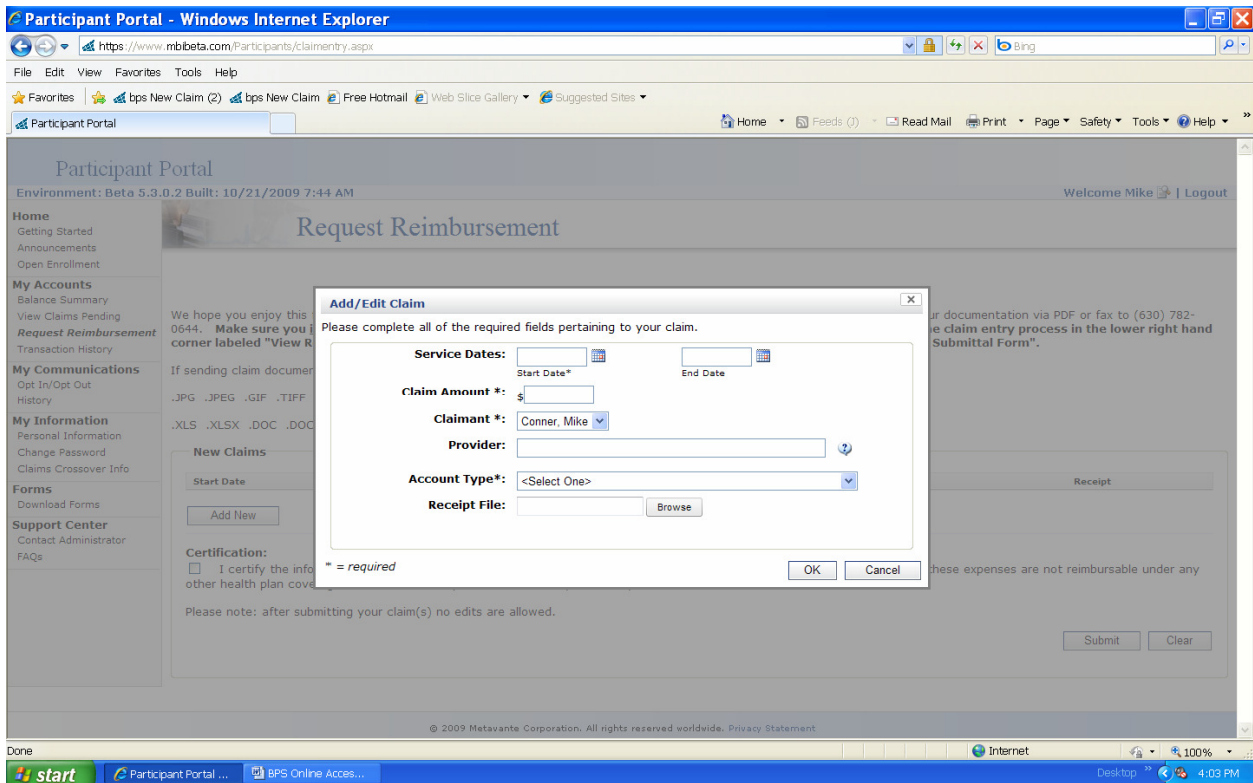 Participant Portal - Windows Internet Explorer
https://www.mbibeta.com/Participants/claimentry.aspx
Bing
File Edit View Favorites Tools Help
Favorites bps New Claim (2) bps New Claim Free Hotmail Web Slice Gallery Suggested Sites
Participant Portal
Home Feeds (J) Read Mail Print Page Safety Tools Help »
Participant Portal
Environment: Beta 5.3.0.2 Built: 10/21/2009 7:44 AM
Welcome Mike | Logout
Home
Getting Started
Announcements
Open Enrollment
My Accounts
Balance Summary
View Claims Pending
Request Reimbursement
Transaction History
My Communications
Opt In/Opt Out
History
My Information
Personal Information
Change Password
Claims Crossover Info
Forms
Download Forms
Support Center
Contact Administrator
FAQs
Request Reimbursement
We hope you enjoy this
ur documentation via PDF or fax to (630) 782-
0644. Make sure you i
e claim entry process in the lower right hand
corner labeled "View R
Submittal Form".
If sending claim documer
.JPG .JPEG .GIF .TIFF
.XLS .XLSX .DOC .DOC
New Claims
Start Date
Receipt
Add New
Certification:
I certify the info
these expenses are not reimbursable under any
other health plan cove
Please note: after submitting your claim(s) no edits are allowed.
Submit Clear
Add/Edit Claim
Please complete all of the required fields pertaining to your claim.
Service Dates:
Start Date* End Date
Claim Amount *: $
Claimant *: Conner, Mike
Provider:
Account Type*: <Select One>
Receipt File: Browse
* = required
OK Cancel
© 2009 Metavante Corporation. All rights reserved worldwide. Privacy Statement
Done Internet 100%
start Participant Portal ... BPS Online Acces... Desktop » 4:03 PM